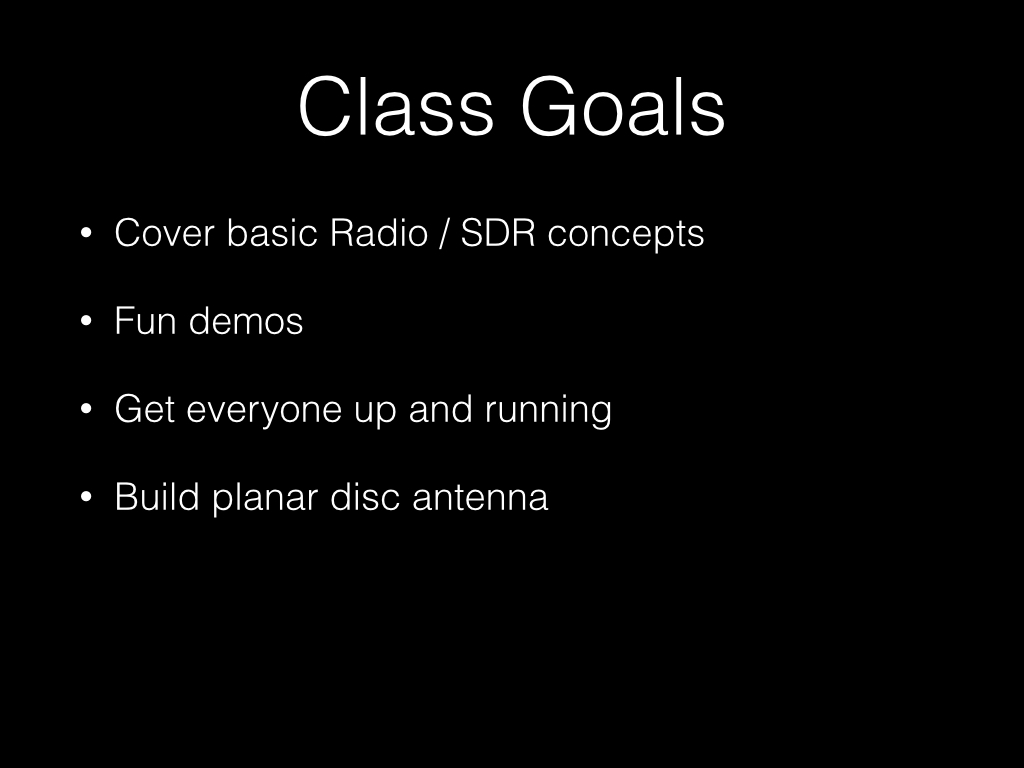 Class Goals
• Cover basic Radio / SDR concepts
• Fun demos
• Get everyone up and running
• Build planar disc antenna